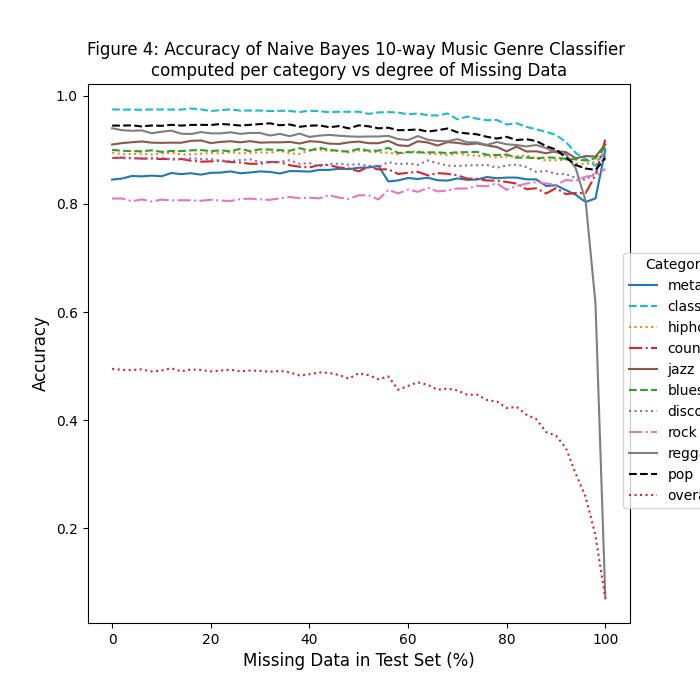 Figure 4: Accuracy of Naive Bayes 10-way Music Genre Classifier
computed per category vs degree of Missing Data
1.0
0.8
0.6
0.4
0.2
Accuracy
0
20
40
60
80
100
Missing Data in Test Set (%)
Categor
meta
class
hipho
coun
jazz
blues
disco
rock
regg
pop
overa